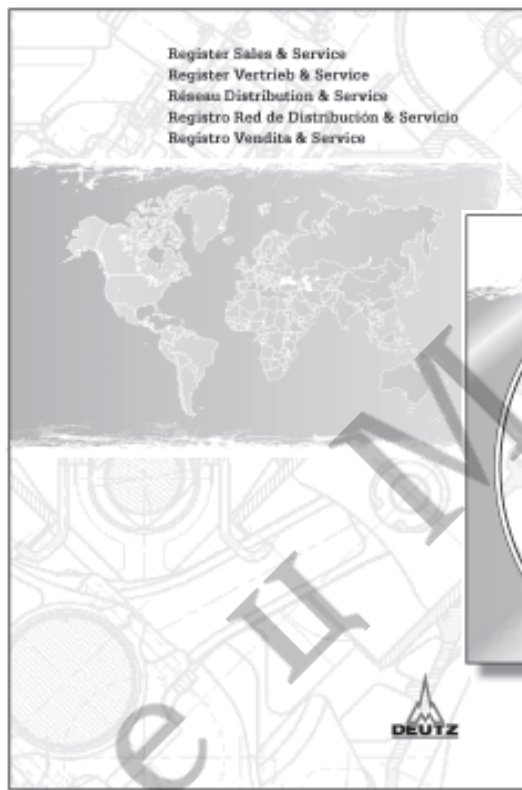 Register Sales & Service
Register Vertrieb & Service
Réseau Distribution & Service
Registro Red de Distribución & Servicio
Registro Vendita & Service
М
ц
е
DEUTZ